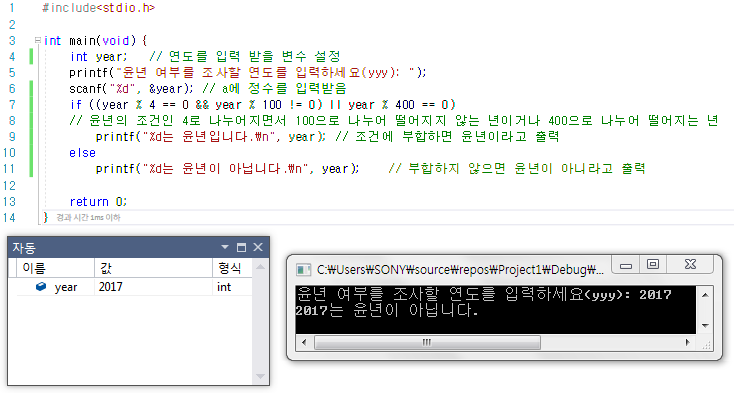 1 #include<stdio.h>
2
3 int main(void) {
4 int year; // 연도를 입력 받을 변수 설정
5 printf("윤년 여부를 조사할 연도를 입력하세요(yyy): ");
6 scanf("%d", &year); // a에 정수를 입력받음
7 if ((year % 4 == 0 && year % 100 != 0) || year % 400 == 0)
8 // 윤년의 조건인 4로 나누어지면서 100으로 나누어 떨어지지 않는 년이거나 400으로 나누어 떨어지는 년
9 printf("%d는 윤년입니다.₩n", year); // 조건에 부합하면 윤년이라고 출력
10 else
11 printf("%d는 윤년이 아닙니다.₩n", year); // 부합하지 않으면 윤년이 아니라고 출력
12
13 return 0;
14 } 경과 시간 1ms 이하
자동
이름 값 형식
year 2017 int
C:₩Users₩SONY₩source₩repos₩Project1₩Debug₩...
윤년 여부를 조사할 연도를 입력하세요(yyy): 2017
2017는 윤년이 아닙니다.